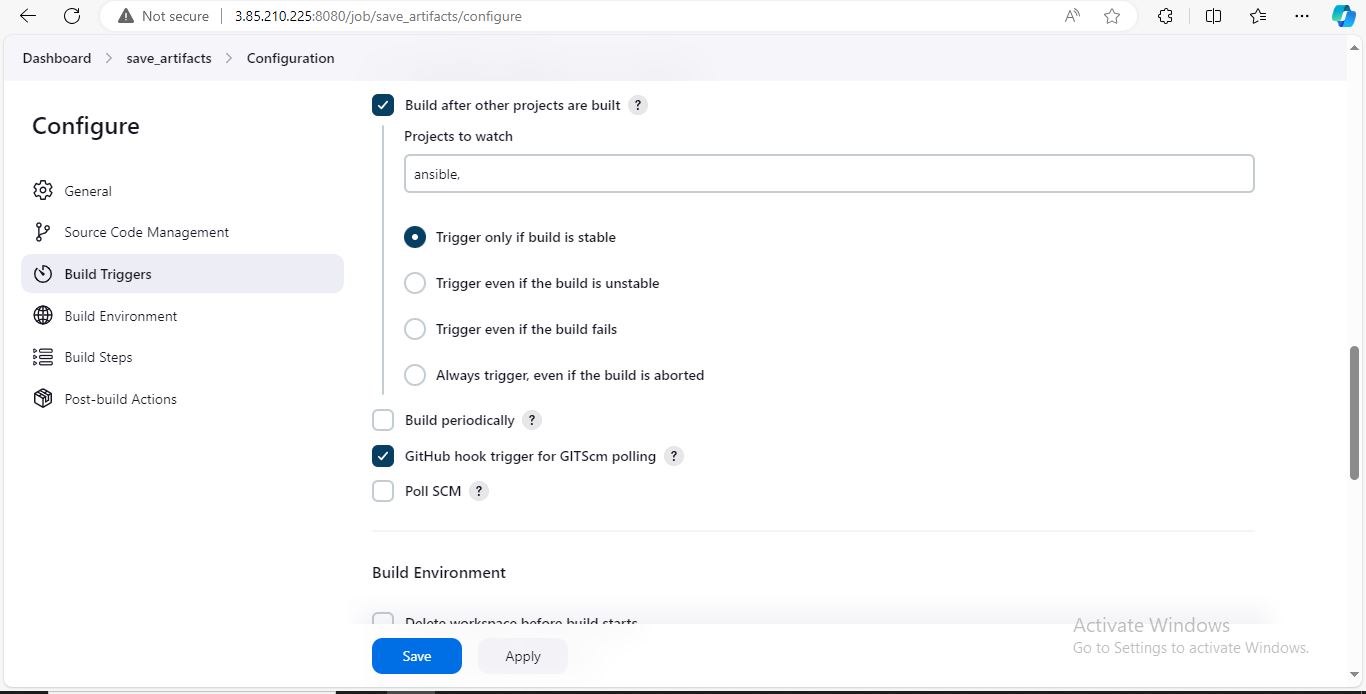 Not secure 3.85.210.225:8080/job/save_artifacts/configure
Dashboard > save_artifacts > Configuration
Configure
General
Source Code Management
Build Triggers
Build Environment
Build Steps
Post-build Actions
Build after other projects are built ?
Projects to watch
ansible,
Trigger only if build is stable
Trigger even if the build is unstable
Trigger even if the build fails
Always trigger, even if the build is aborted
Build periodically ?
GitHub hook trigger for GITScm polling ?
Poll SCM ?
Build Environment
Delete workspace before build starts
Save Apply
Activate Windows
Go to Settings to activate Windows.